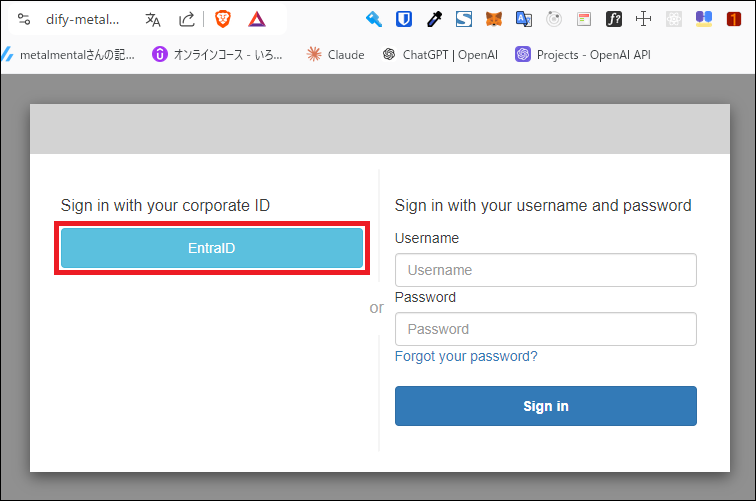 dify-metal...
metalmentalさんの記... オンラインコース - いろ... Claude ChatGPT | OpenAI Projects - OpenAI API
Sign in with your corporate ID
EntraID
or
Sign in with your username and password
Username
Username
Password
Password
Forgot your password?
Sign in